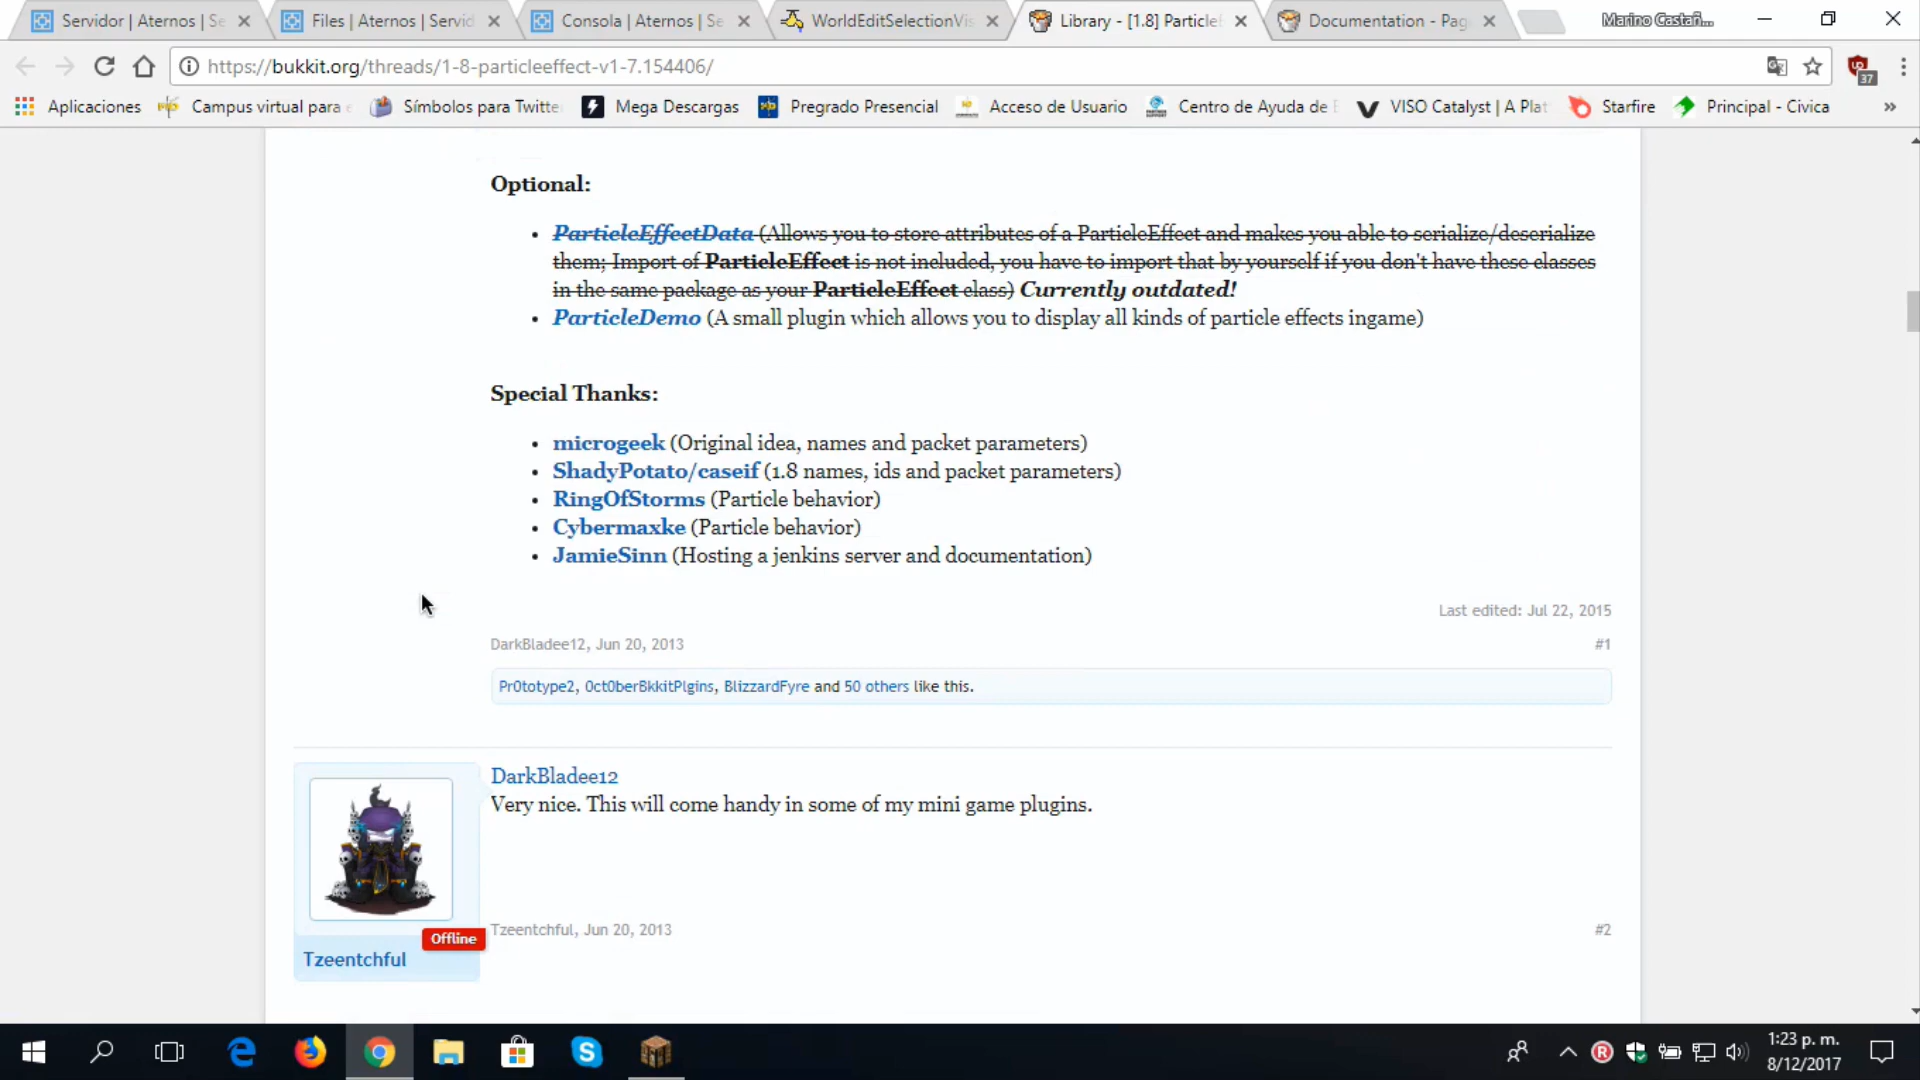 Servidor | Aternos | Se
Files | Aternos | Servid
Consola | Aternos | Se
WorldEditSelectionVis
Library - [1.8] ParticleE
Documentation - Pag
Marino Castañ...
https://bukkit.org/threads/1-8-particleeffect-v1-7.154406/
37
Aplicaciones
Campus virtual para e
Símbolos para Twitte
Mega Descargas
Pregrado Presencial
Acceso de Usuario
Centro de Ayuda de E
VISO Catalyst | A Plat
Starfire
Principal - Civica
»
Optional:
ParticleEffectData (Allows you to store attributes of a ParticleEffect and makes you able to serialize/deserialize
them; Import of ParticleEffect is not included, you have to import that by yourself if you don't have these classes
in the same package as your ParticleEffect class) Currently outdated!
ParticleDemo (A small plugin which allows you to display all kinds of particle effects ingame)
Special Thanks:
microgeek (Original idea, names and packet parameters)
ShadyPotato/caseif (1.8 names, ids and packet parameters)
RingOfStorms (Particle behavior)
Cybermaxke (Particle behavior)
JamieSinn (Hosting a jenkins server and documentation)
Last edited: Jul 22, 2015
DarkBladee12, Jun 20, 2013
#1
Pr0totype2, 0ct0berBkkitPlgins, BlizzardFyre and 50 others like this.
DarkBladee12
Very nice. This will come handy in some of my mini game plugins.
Offline
Tzeentchful
Tzeentchful, Jun 20, 2013
#2
1:23 p. m.
8/12/2017